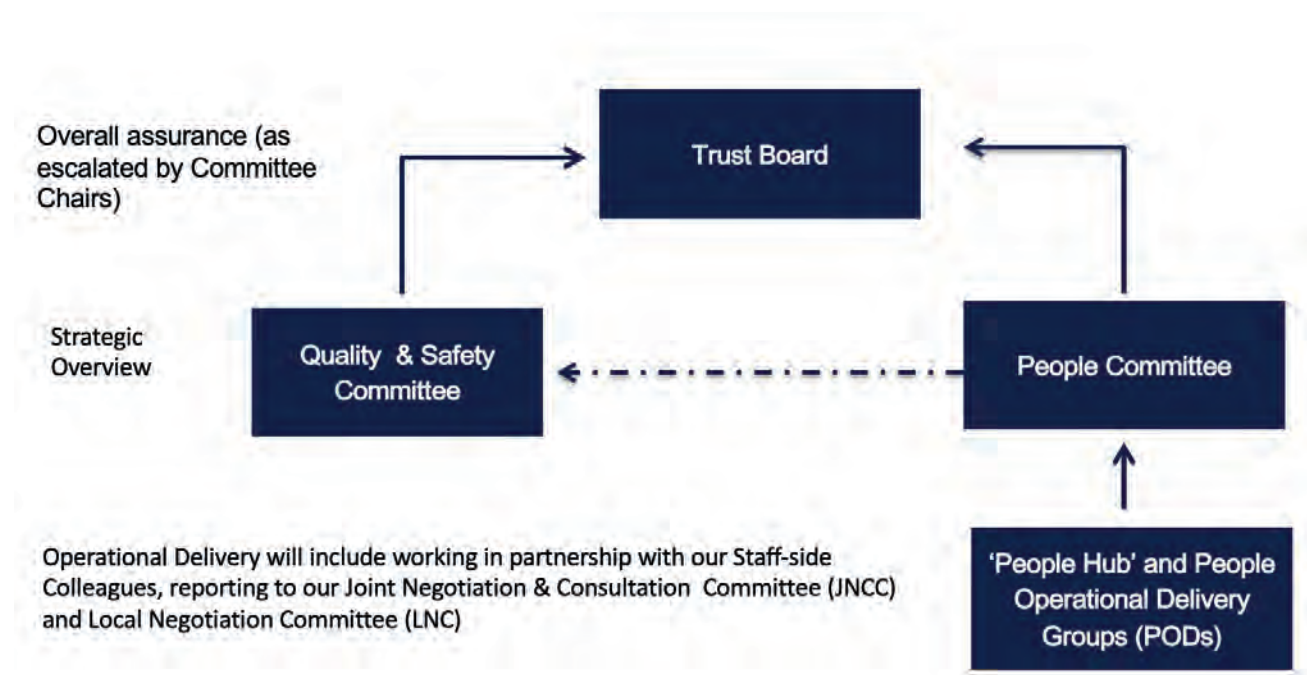 Overall assurance (as
escalated by Committee
Chairs)
Trust Board
Strategic
Overview
Quality & Safety
Committee
People Committee
Operational Delivery will include working in partnership with our Staff-side
Colleagues, reporting to our Joint Negotiation & Consultation Committee (JNCC)
and Local Negotiation Committee (LNC)
'People Hub' and People
Operational Delivery
Groups (PODs)